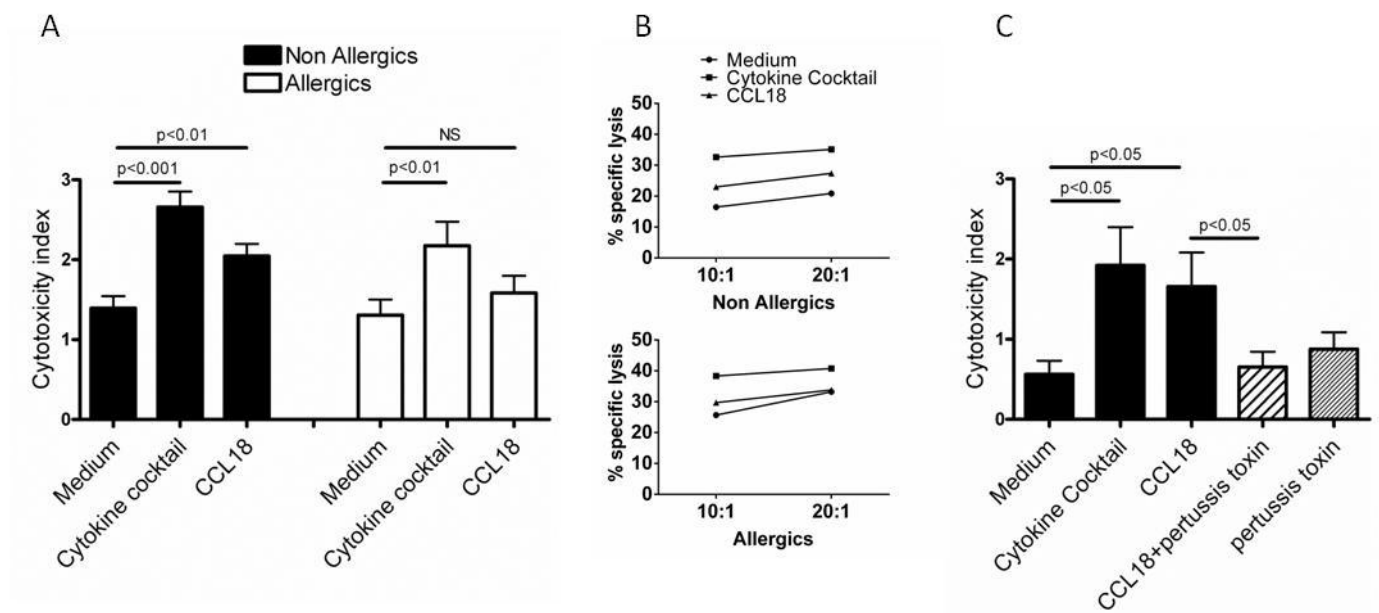 A
Non Allergics
Allergics
p<0.01
p<0.001
NS
p<0.01
3
2
1
0
Cytotoxicity index
Medium
Cytokine cocktail
CCL18
Medium
Cytokine cocktail
CCL18
B
Medium
Cytokine Cocktail
CCL18
50
40
30
20
10
0
% specific lysis
10:1
20:1
Non Allergics
50
40
30
20
10
0
% specific lysis
10:1
20:1
Allergics
C
p<0.05
p<0.05
p<0.05
3
2
1
0
Cytotoxicity index
Medium
Cytokine Cocktail
CCL18
CCL18+pertussis toxin
pertussis toxin